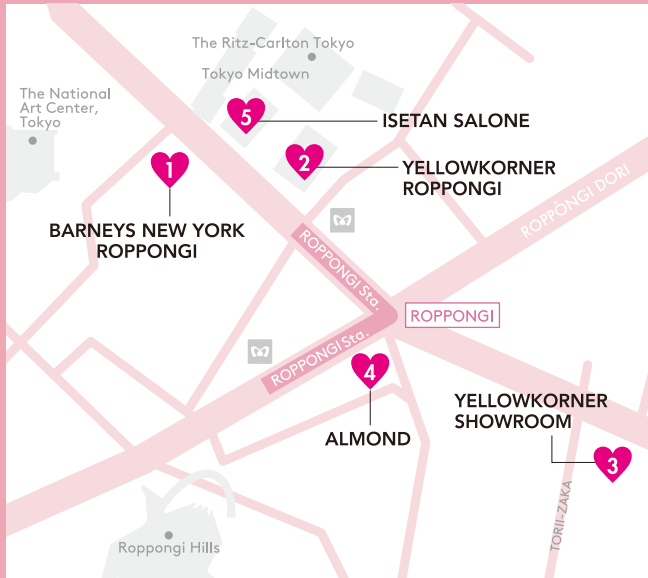 The Ritz-Carlton Tokyo
Tokyo Midtown
The National
Art Center,
Tokyo
5
ISETAN SALONE
1
2
YELLOWKORNER
ROPPONGI
BARNEYS NEW YORK
ROPPONGI
ROPPONGI DORI
ROPPONGI Sta.
ROPPONGI
ROPPONGI Sta.
4
ALMOND
YELLOWKORNER
SHOWROOM
3
TORII-ZAKA
Roppongi Hills